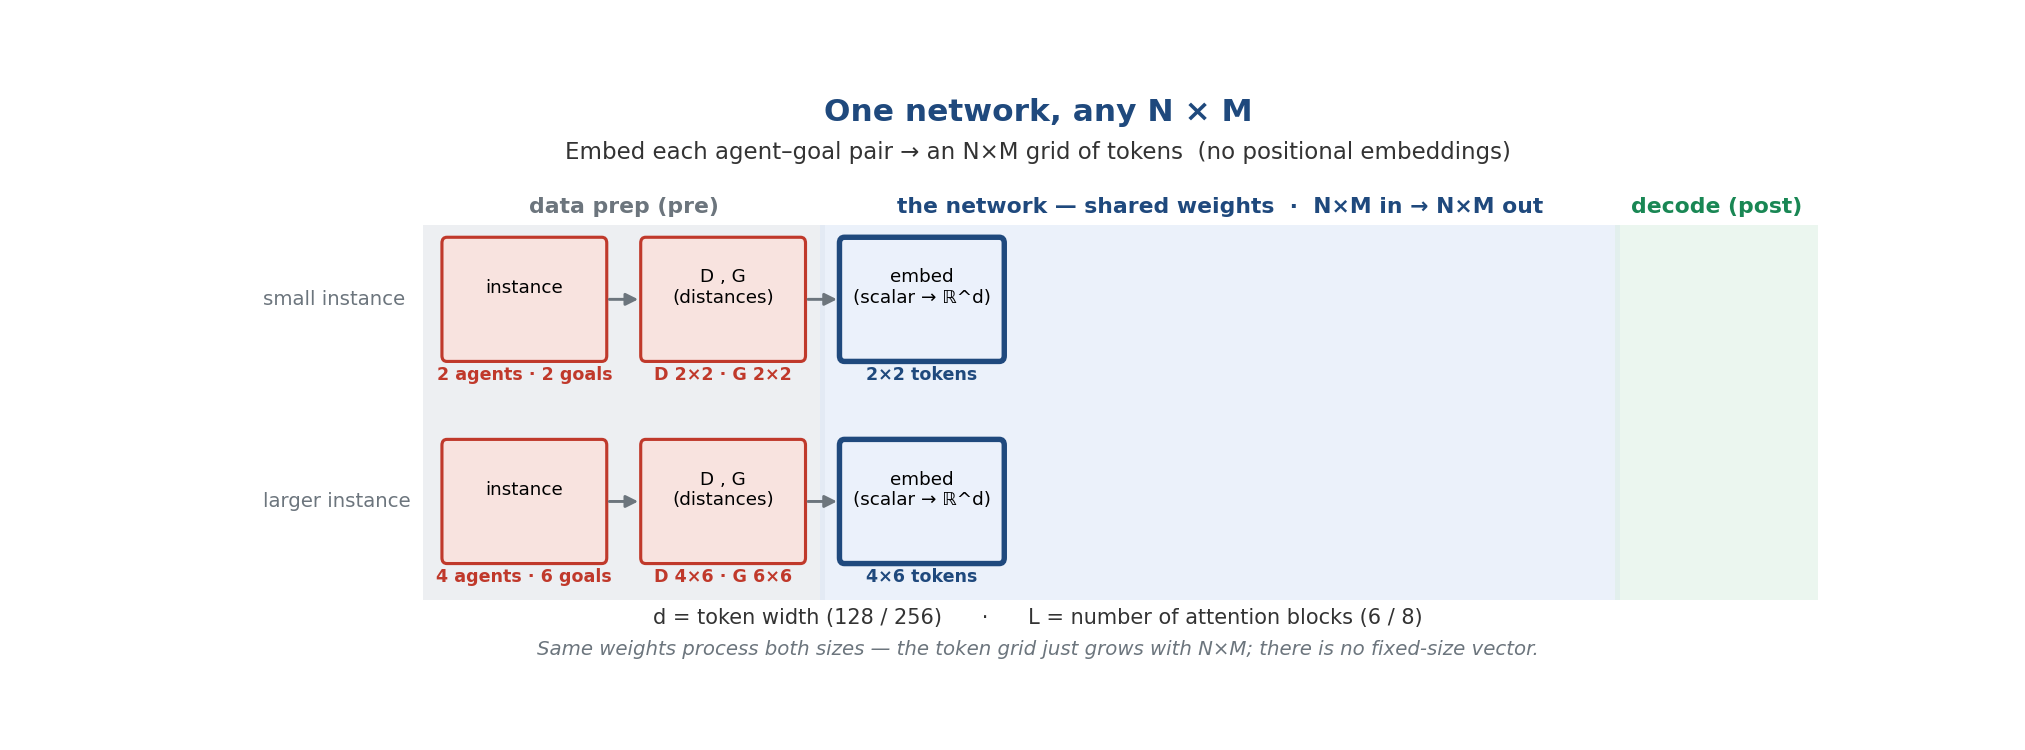 One network, any N × M
Embed each agent–goal pair → an N×M grid of tokens (no positional embeddings)
data prep (pre)
the network — shared weights · N×M in → N×M out
decode (post)
small instance
instance
D , G
(distances)
embed
(scalar → ℝ^d)
2 agents · 2 goals
D 2×2 · G 2×2
2×2 tokens
larger instance
instance
D , G
(distances)
embed
(scalar → ℝ^d)
4 agents · 6 goals
D 4×6 · G 6×6
4×6 tokens
d = token width (128 / 256) · L = number of attention blocks (6 / 8)
Same weights process both sizes — the token grid just grows with N×M; there is no fixed-size vector.